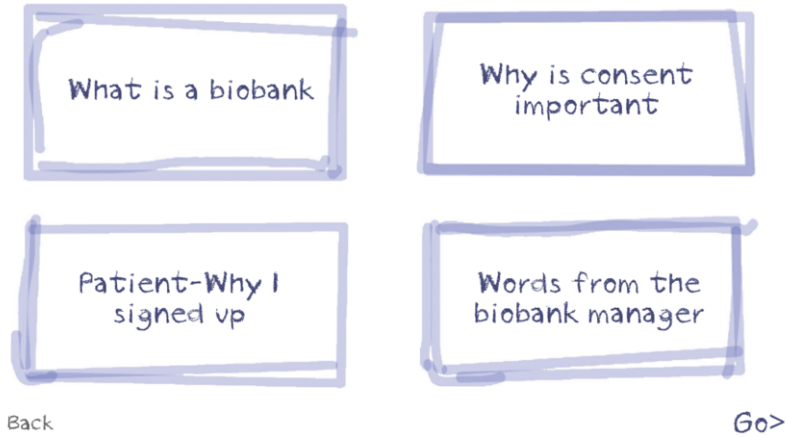 What is a biobank
Why is consent
important
Patient-Why I
signed up
Words from the
biobank manager
Back
Go>